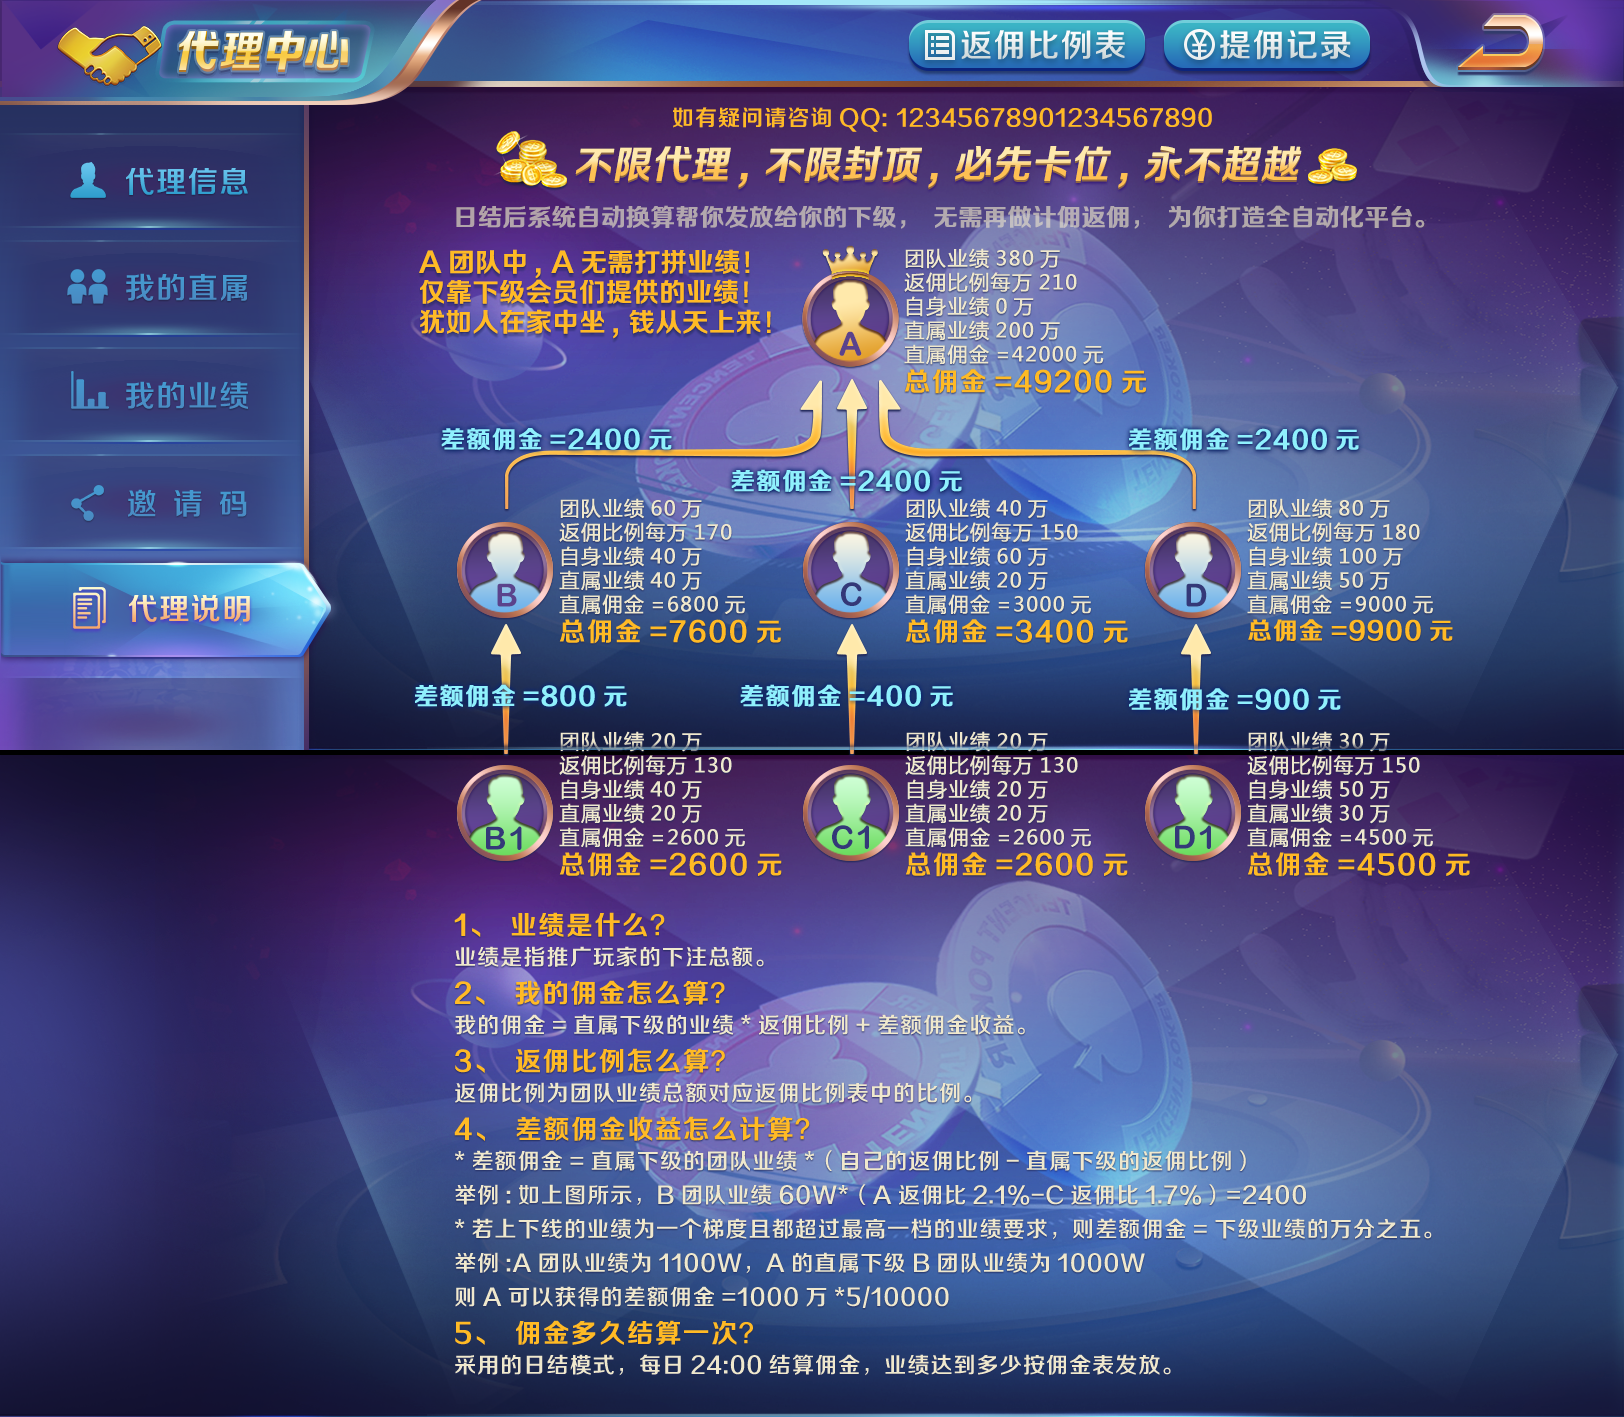 代理中心
返佣比例表
提佣记录
代理信息
我的直属
我的业绩
邀请码
代理说明
如有疑问请咨询 QQ: 12345678901234567890
不限代理，不限封顶，必先卡位，永不超越
日结后系统自动换算帮你发放给你的下级， 无需再做计佣返佣， 为你打造全自动化平台。
A 团队中，A 无需打拼业绩！
仅靠下级会员们提供的业绩！
犹如人在家中坐，钱从天上来！
A
团队业绩 380 万
返佣比例每万 210
自身业绩 0 万
直属业绩 200 万
直属佣金 =42000 元
总佣金 =49200 元
差额佣金 =2400 元
差额佣金 =2400 元
差额佣金 =2400 元
B
团队业绩 60 万
返佣比例每万 170
自身业绩 40 万
直属业绩 40 万
直属佣金 =6800 元
总佣金 =7600 元
C
团队业绩 40 万
返佣比例每万 150
自身业绩 60 万
直属业绩 20 万
直属佣金 =3000 元
总佣金 =3400 元
D
团队业绩 80 万
返佣比例每万 180
自身业绩 100 万
直属业绩 50 万
直属佣金 =9000 元
总佣金 =9900 元
差额佣金 =800 元
差额佣金 =400 元
差额佣金 =900 元
B1
团队业绩 20 万
返佣比例每万 130
自身业绩 40 万
直属业绩 20 万
直属佣金 =2600 元
总佣金 =2600 元
C1
团队业绩 20 万
返佣比例每万 130
自身业绩 20 万
直属业绩 20 万
直属佣金 =2600 元
总佣金 =2600 元
D1
团队业绩 30 万
返佣比例每万 150
自身业绩 50 万
直属业绩 30 万
直属佣金 =4500 元
总佣金 =4500 元
1、 业绩是什么?
业绩是指推广玩家的下注总额。
2、 我的佣金怎么算?
我的佣金 = 直属下级的业绩 * 返佣比例 + 差额佣金收益。
3、 返佣比例怎么算?
返佣比例为团队业绩总额对应返佣比例表中的比例。
4、 差额佣金收益怎么计算?
* 差额佣金 = 直属下级的团队业绩 *（自己的返佣比例 – 直属下级的返佣比例）
举例：如上图所示，B 团队业绩 60W*（A 返佣比 2.1%-C 返佣比 1.7%）=2400
* 若上下线的业绩为一个梯度且都超过最高一档的业绩要求，则差额佣金 = 下级业绩的万分之五。
举例：A 团队业绩为 1100W，A 的直属下级 B 团队业绩为 1000W
则 A 可以获得的差额佣金 =1000 万 *5/10000
5、 佣金多久结算一次?
采用的日结模式，每日 24:00 结算佣金，业绩达到多少按佣金表发放。